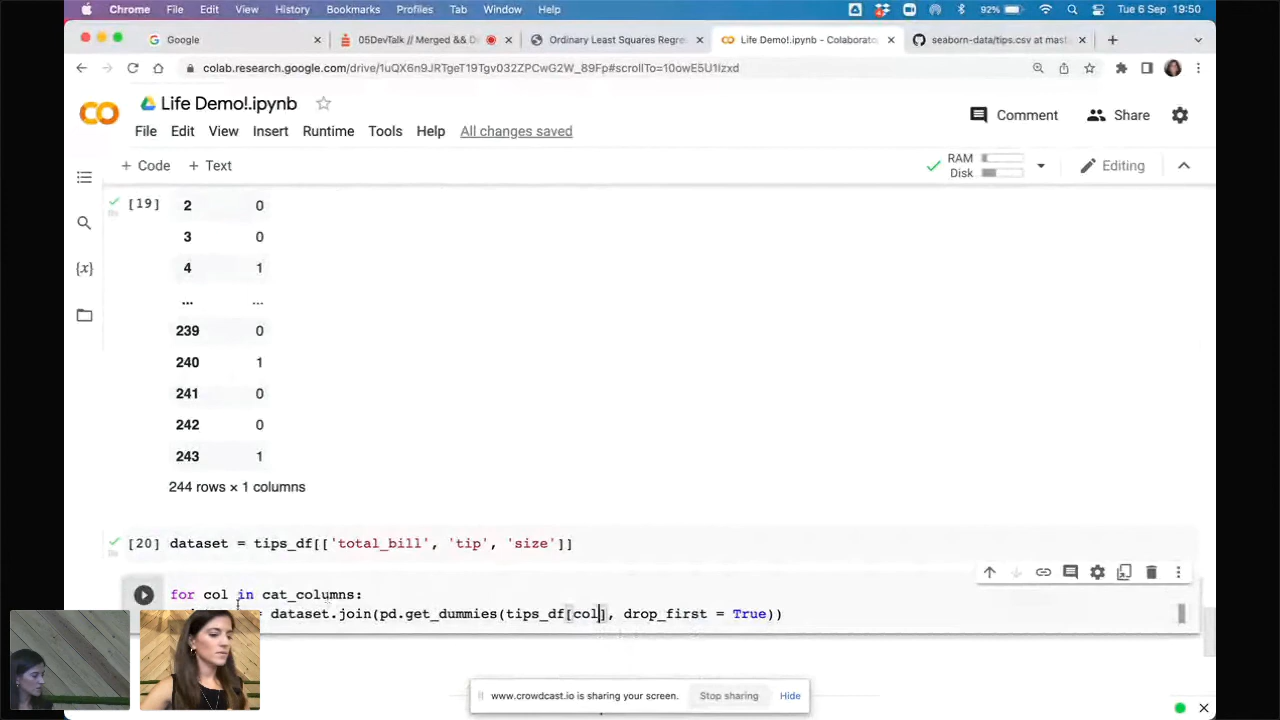 Chrome File Edit View History Bookmarks Profiles Tab Window Help 92% Tue 6 Sep 19:50
Google
05DevTalk // Merged && D
Ordinary Least Squares Regre
Life Demo!.ipynb - Colaborato
seaborn-data/tips.csv at mast
colab.research.google.com/drive/1uQX6n9JRTgeT19Tgv032ZPCwG2W_89Fp#scrollTo=10owE5U1Izxd
Life Demo!.ipynb
Comment Share
File Edit View Insert Runtime Tools Help All changes saved
+ Code + Text
RAM
Disk
Editing
{x}
[19] 2 0
3 0
4 1
... ...
239 0
240 1
241 0
242 0
243 1
244 rows × 1 columns
[20] dataset = tips_df[['total_bill', 'tip', 'size']]
for col in cat_columns:
= dataset.join(pd.get_dummies(tips_df[col], drop_first = True))
www.crowdcast.io is sharing your screen. Stop sharing Hide